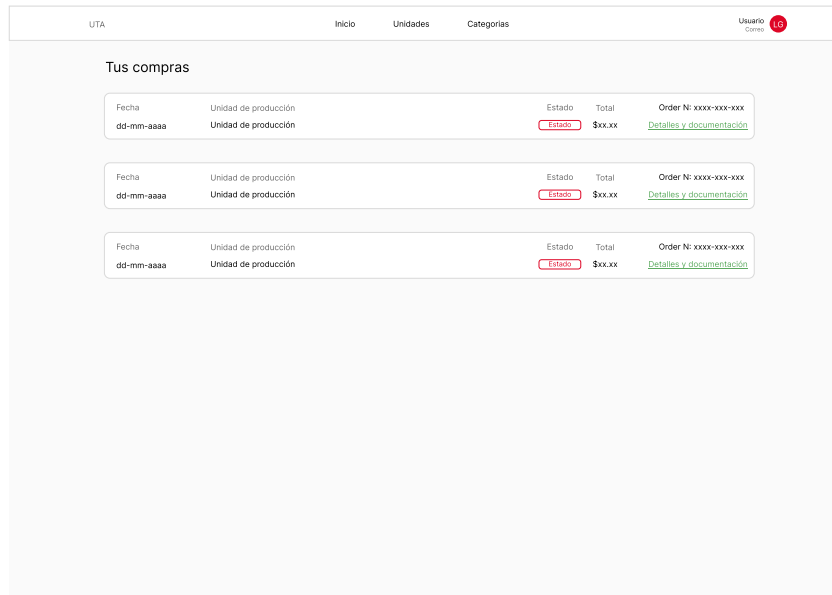 UTA Inicio Unidades Categorias Usuario LG
Correo
Tus compras
Fecha Unidad de producción Estado Total Order N: xxxx-xxx-xxx
dd-mm-aaaa Unidad de producción Estado $xx.xx Detalles y documentación
Fecha Unidad de producción Estado Total Order N: xxxx-xxx-xxx
dd-mm-aaaa Unidad de producción Estado $xx.xx Detalles y documentación
Fecha Unidad de producción Estado Total Order N: xxxx-xxx-xxx
dd-mm-aaaa Unidad de producción Estado $xx.xx Detalles y documentación